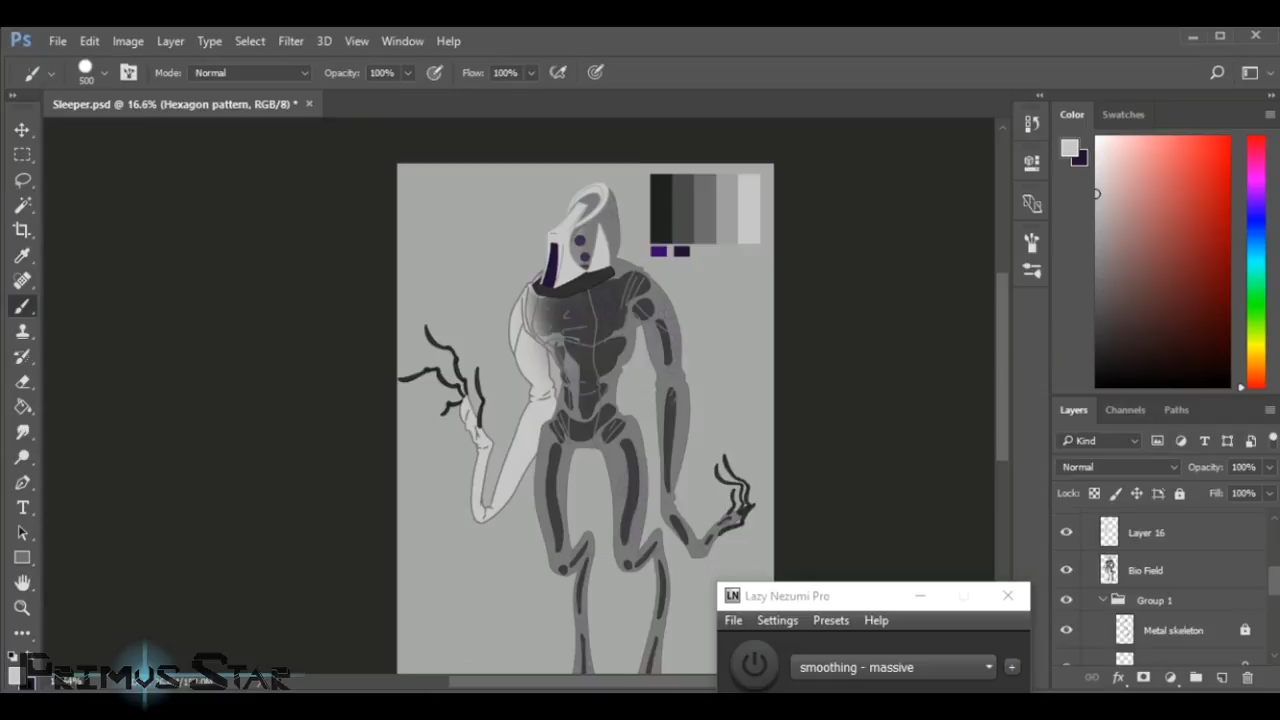 Ps File Edit Image Layer Type Select Filter 3D View Window Help
500 Mode: Normal Opacity: 100% Flow: 100%
Sleeper.psd @ 16.6% (Hexagon pattern, RGB/8) * ×
Color Swatches
Layers Channels Paths
Kind
Normal Opacity: 100%
Lock: Fill: 100%
Layer 16
Bio Field
Group 1
Metal skeleton
LN Lazy Nezumi Pro
File Settings Presets Help
smoothing - massive +
Primus Star